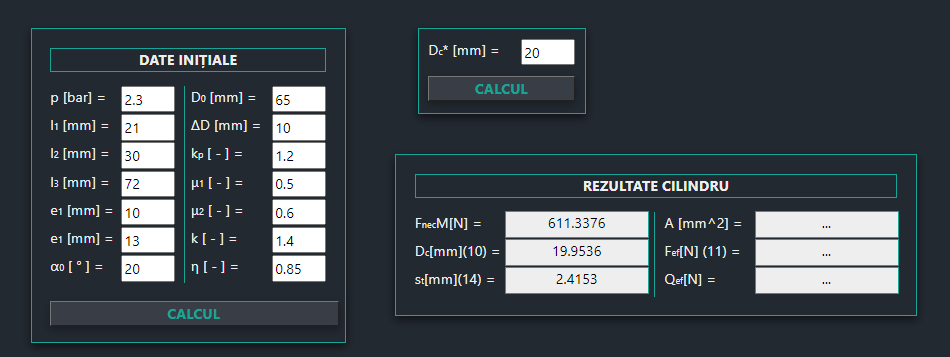 DATE INIȚIALE
p [bar] = 2.3 D0 [mm] = 65
l1 [mm] = 21 ΔD [mm] = 10
l2 [mm] = 30 kp [ - ] = 1.2
l3 [mm] = 72 μ1 [ - ] = 0.5
e1 [mm] = 10 μ2 [ - ] = 0.6
e1 [mm] = 13 k [ - ] = 1.4
α0 [ ° ] = 20 η [ - ] = 0.85
CALCUL
Dc* [mm] = 20
CALCUL
REZULTATE CILINDRU
FnecM[N] = 611.3376 A [mm^2] = ...
Dc[mm](10) = 19.9536 Fef[N] (11) = ...
st[mm](14) = 2.4153 Qef[N] = ...